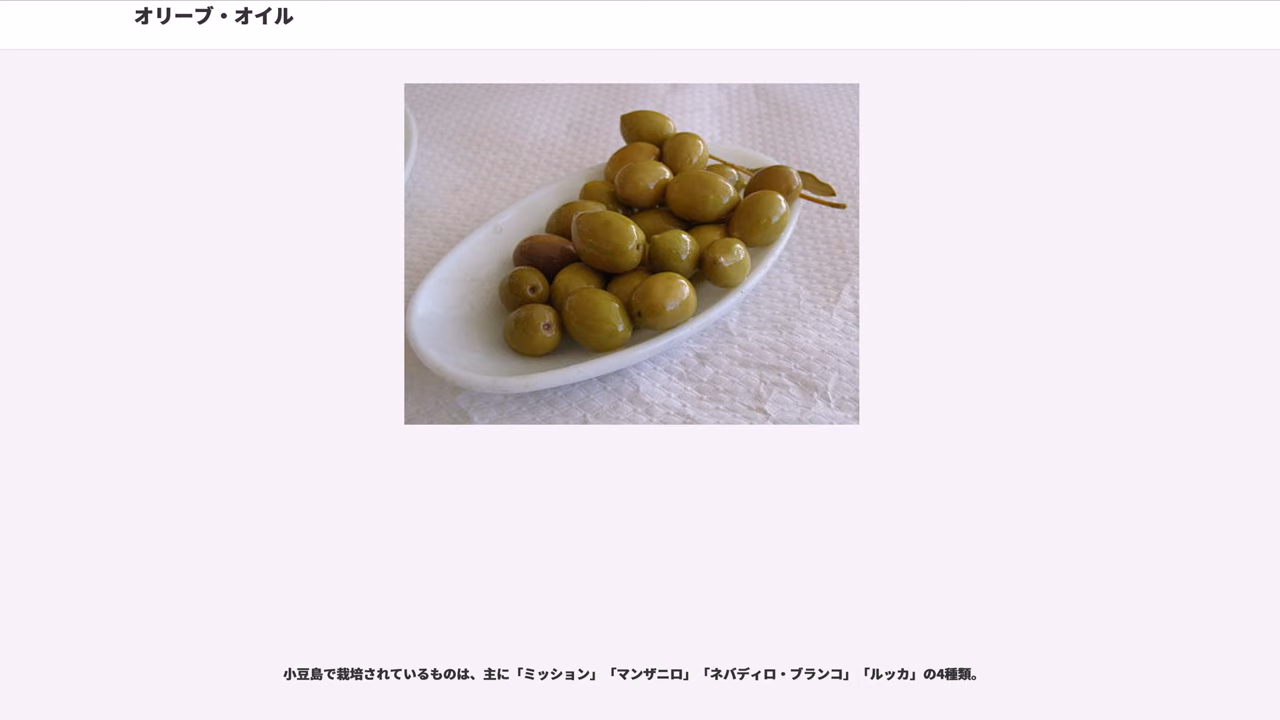 オリーブ・オイル
小豆島で栽培されているものは、主に「ミッション」「マンザニロ」「ネバディロ・ブランコ」「ルッカ」の4種類。